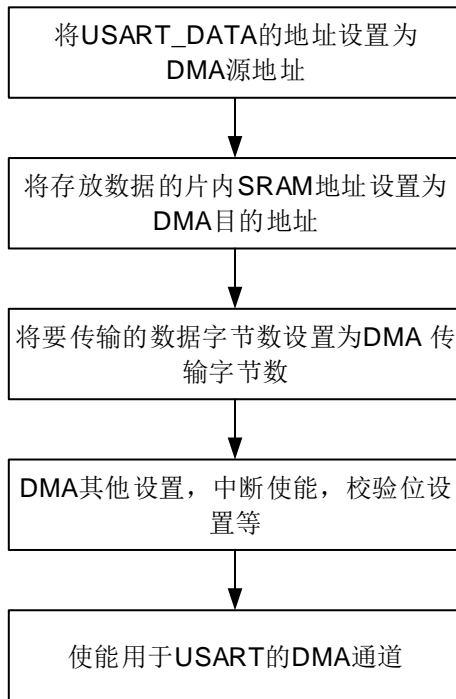 将USART_DATA的地址设置为
DMA源地址
将存放数据的片内SRAM地址设置为
DMA目的地址
将要传输的数据字节数设置为DMA 传
输字节数
DMA其他设置，中断使能，校验位设
置等
使能用于USART的DMA通道